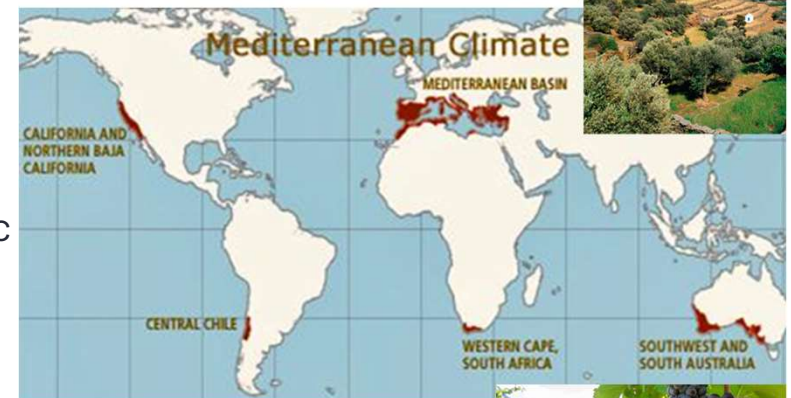 Mediterranean Climate
MEDITERRANEAN BASIN
CALIFORNIA AND
NORTHERN BAJA
CALIFORNIA
C
CENTRAL CHILE
WESTERN CAPE,
SOUTH AFRICA
SOUTHWEST AND
SOUTH AUSTRALIA